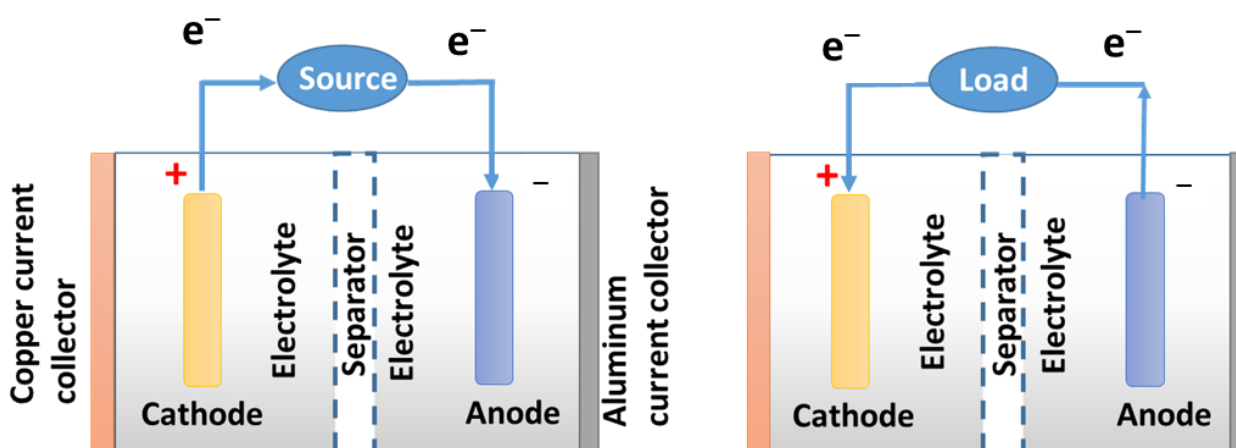 e⁻
e⁻
Source
+
−
Copper current
collector
Electrolyte
Separator
Electrolyte
Aluminum
current collector
Cathode
Anode
e⁻
e⁻
Load
+
−
Electrolyte
Separator
Electrolyte
Cathode
Anode